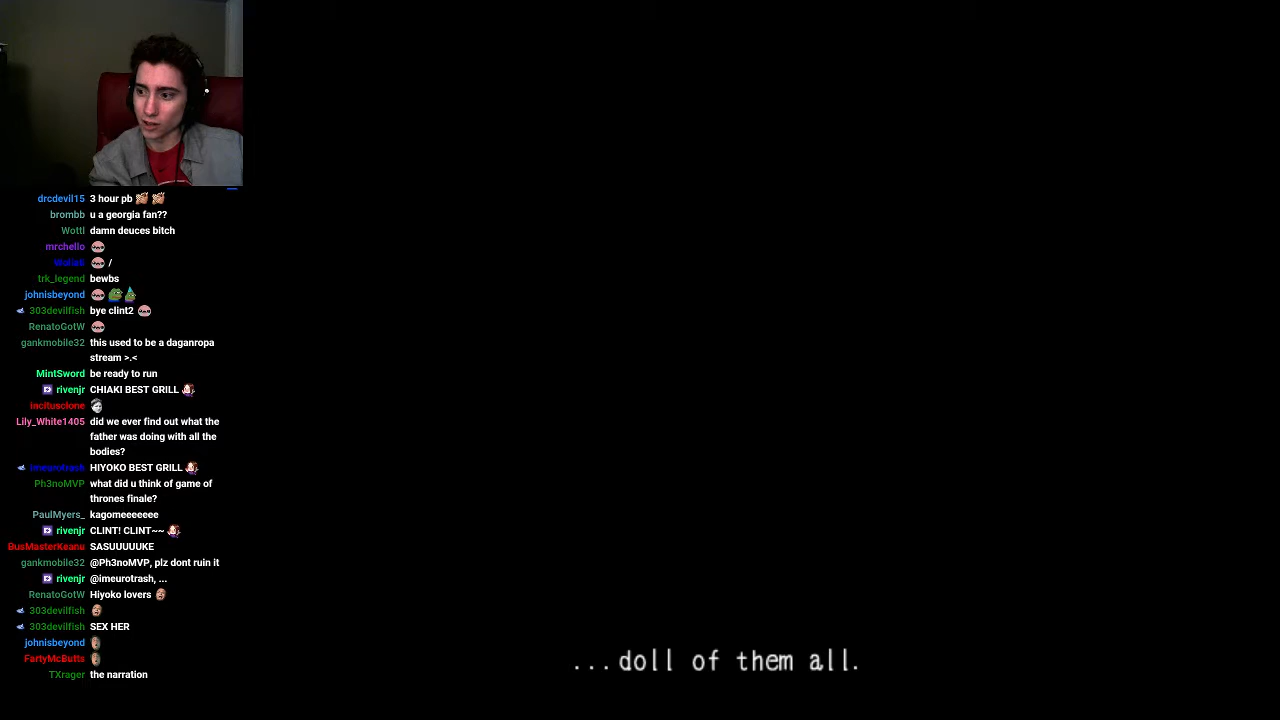 drcdevil15 3 hour pb
brombb u a georgia fan??
Wottl damn deuces bitch
mrchello
/
trk_legend bewbs
johnisbeyond
303devilfish bye clint2
RenatoGotW
gankmobile32 this used to be a daganropa
stream >.<
MintSword be ready to run
rivenjr CHIAKI BEST GRILL
incitusclone
Lily_White1405 did we ever find out what the
father was doing with all the
bodies?
imeurotrash HIYOKO BEST GRILL
Ph3noMVP what did u think of game of
thrones finale?
PaulMyers_ kagomeeeeeee
rivenjr CLINT! CLINT~~
BusMasterKeanu SASUUUUUKE
gankmobile32 @Ph3noMVP, plz dont ruin it
rivenjr @imeurotrash, ...
RenatoGotW Hiyoko lovers
303devilfish
303devilfish SEX HER
johnisbeyond
FartyMcButts
TXrager the narration
...doll of them all.